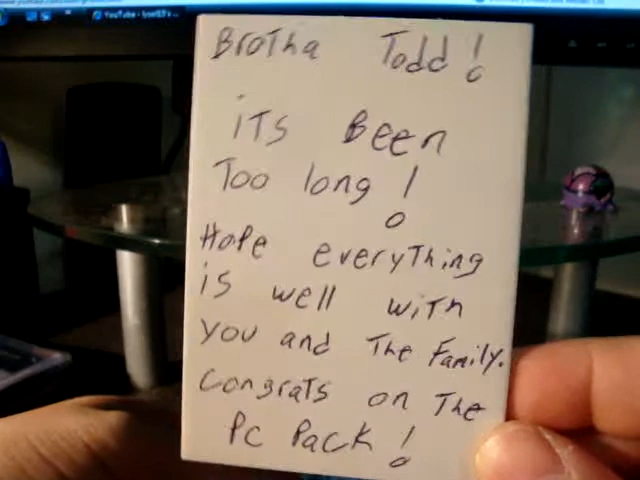 YouTube -
Brotha Todd!
iTs Been
Too long!
Hope everyThing
is well wiTh
you and The Family.
CongraTs on The
Pc Pack!